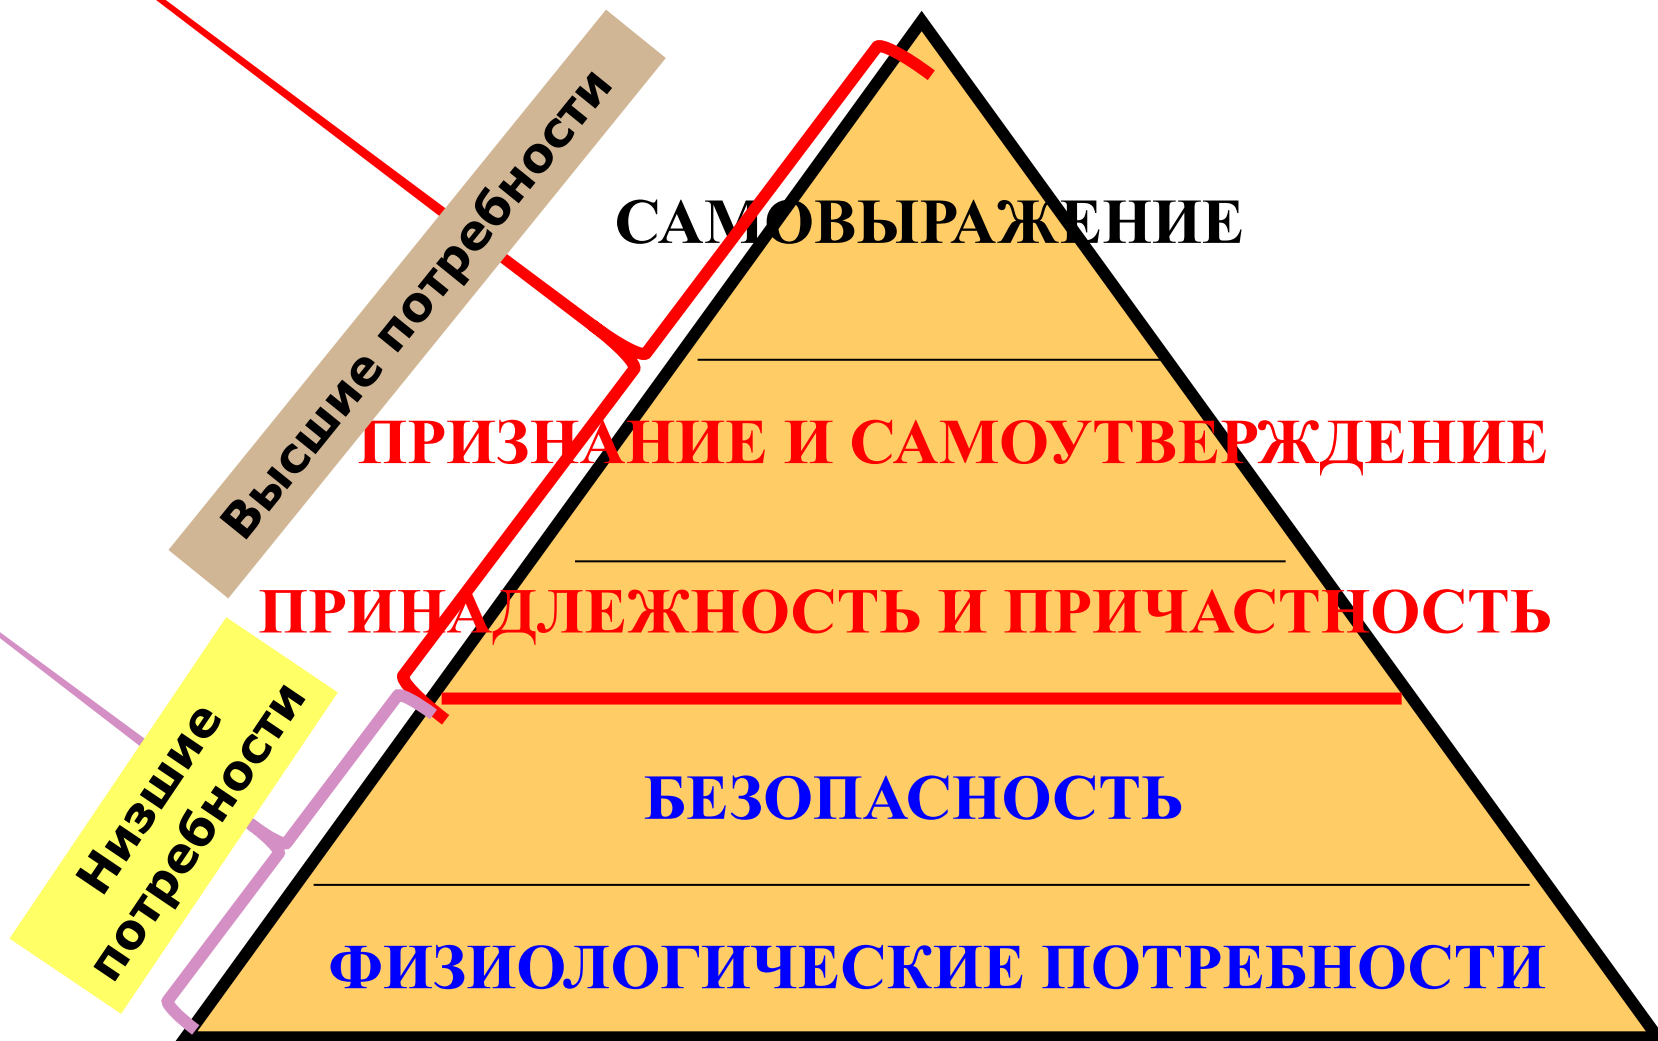 САМОВЫРАЖЕНИЕ
Высшие потребности
ПРИЗНАНИЕ И САМОУТВЕРЖДЕНИЕ
ПРИНАДЛЕЖНОСТЬ И ПРИЧАСТНОСТЬ
Низшие
потребности
БЕЗОПАСНОСТЬ
ФИЗИОЛОГИЧЕСКИЕ ПОТРЕБНОСТИ